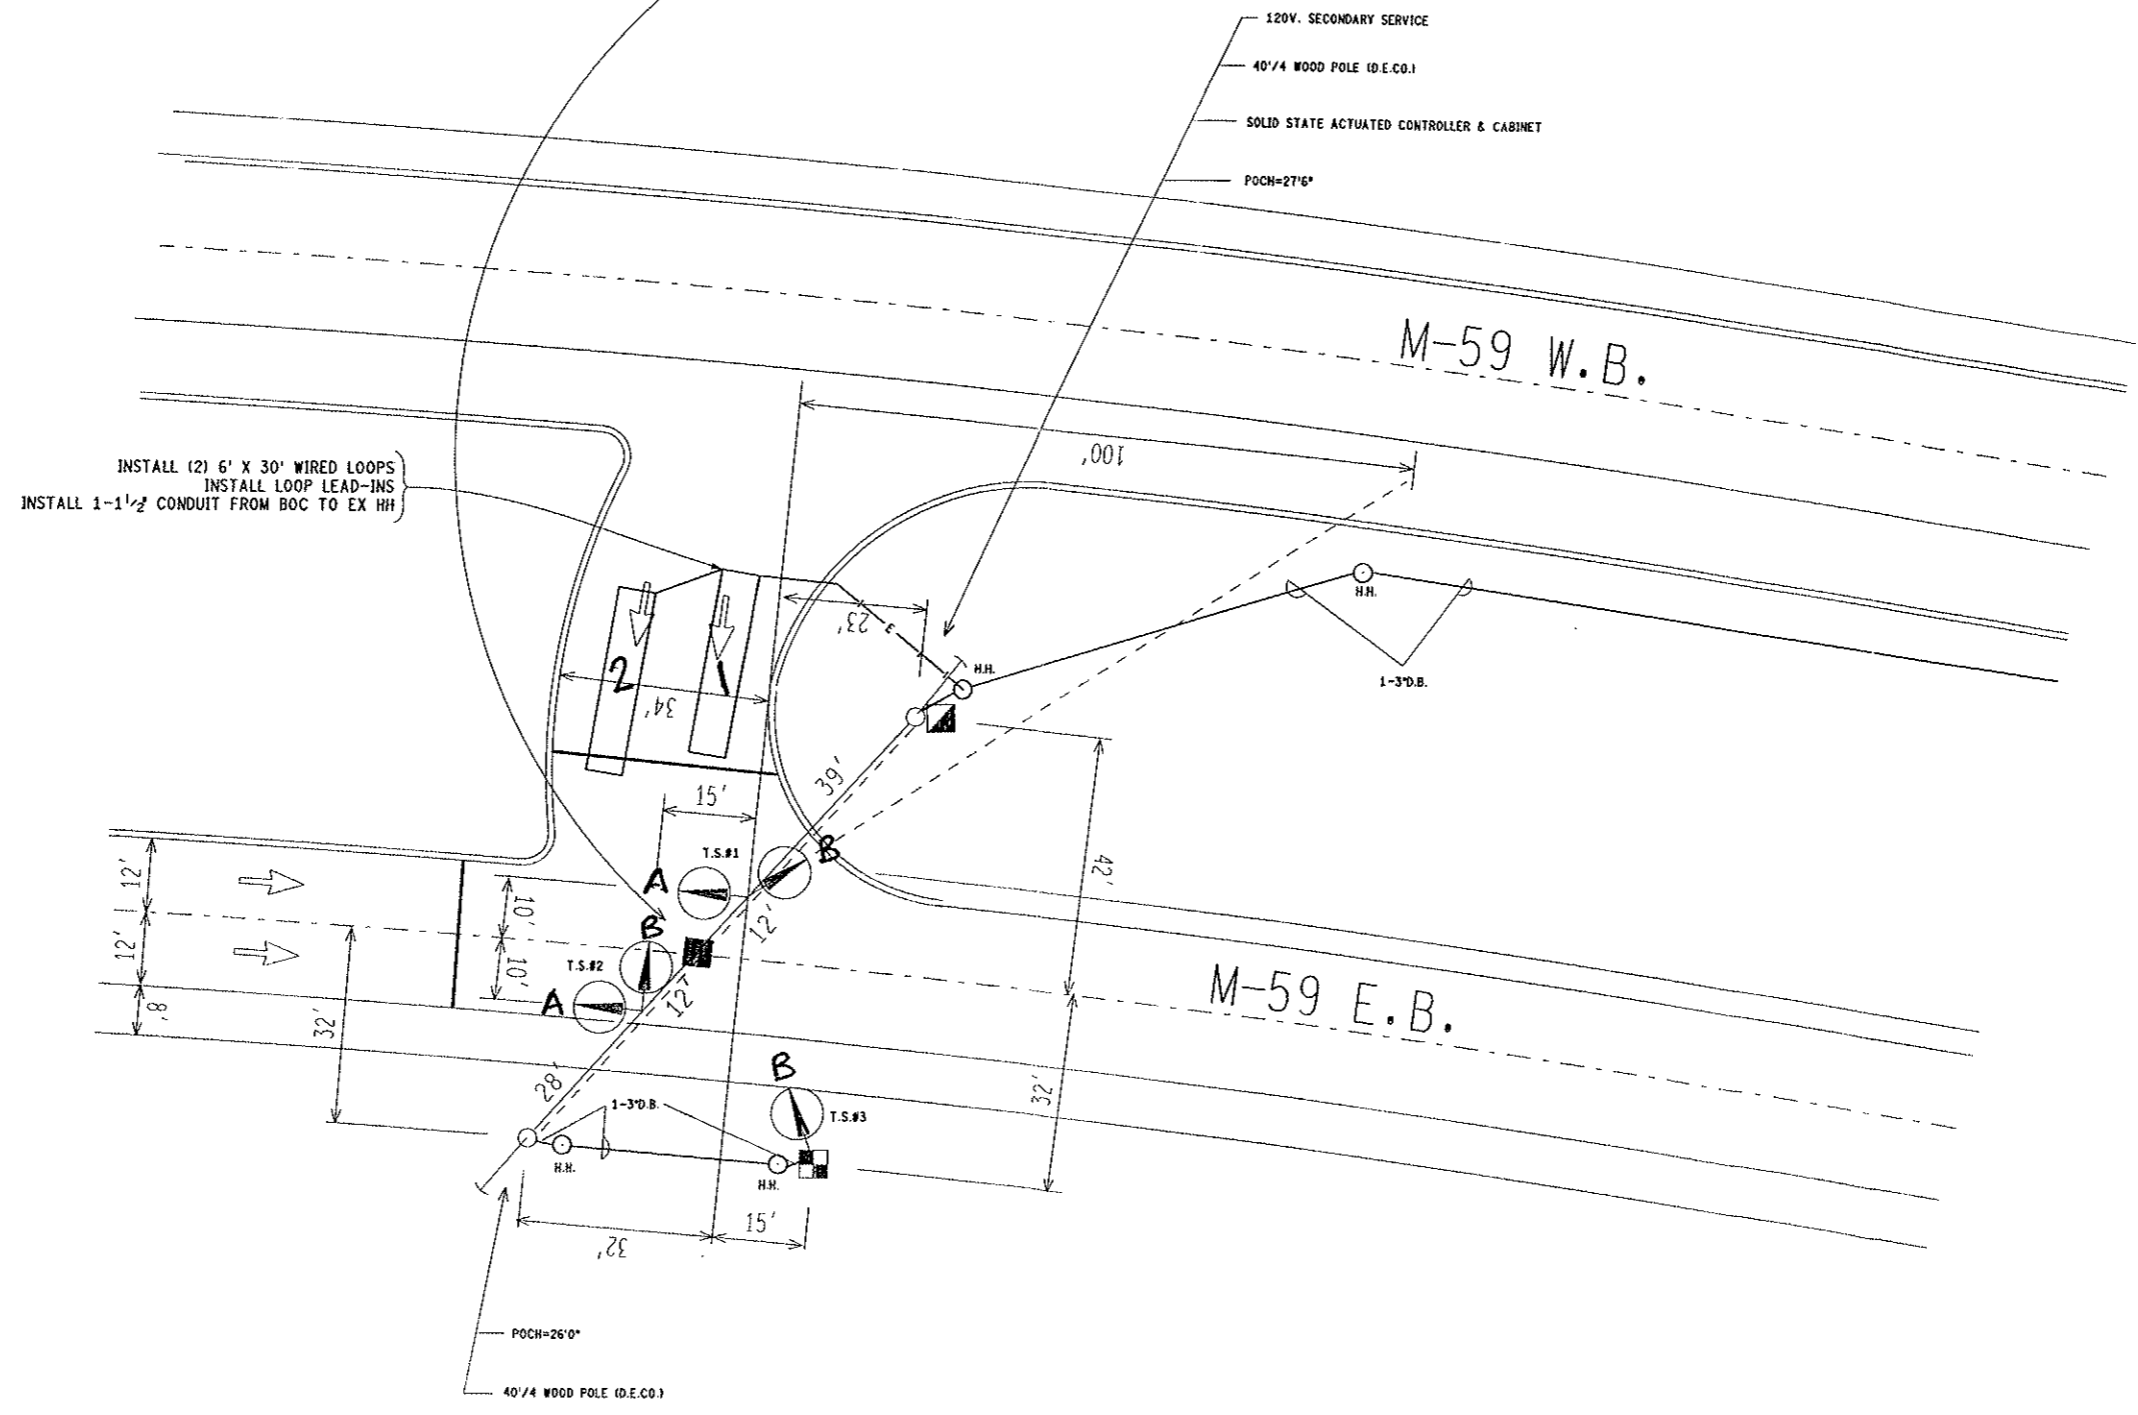 120V. SECONDARY SERVICE
40'/4 WOOD POLE (D.E.CO.)
SOLID STATE ACTUATED CONTROLLER & CABINET
POCH=27'6"
M-59 W.B.
100'
INSTALL (2) 6' X 30' WIRED LOOPS
INSTALL LOOP LEAD-INS
INSTALL 1-1 1/2" CONDUIT FROM BOC TO EX HH
23'
E
H.H.
H.H.
1-3"D.B.
2
1
34'
39'
15'
42'
T.S.#1
B
A
12'
12'
10'
12'
B
T.S.#2
10'
12'
A
8'
32'
M-59 E.B.
28'
1-3"D.B.
B
T.S.#3
32'
H.H.
H.H.
32'
15'
POCH=26'0"
40'/4 WOOD POLE (D.E.CO.)